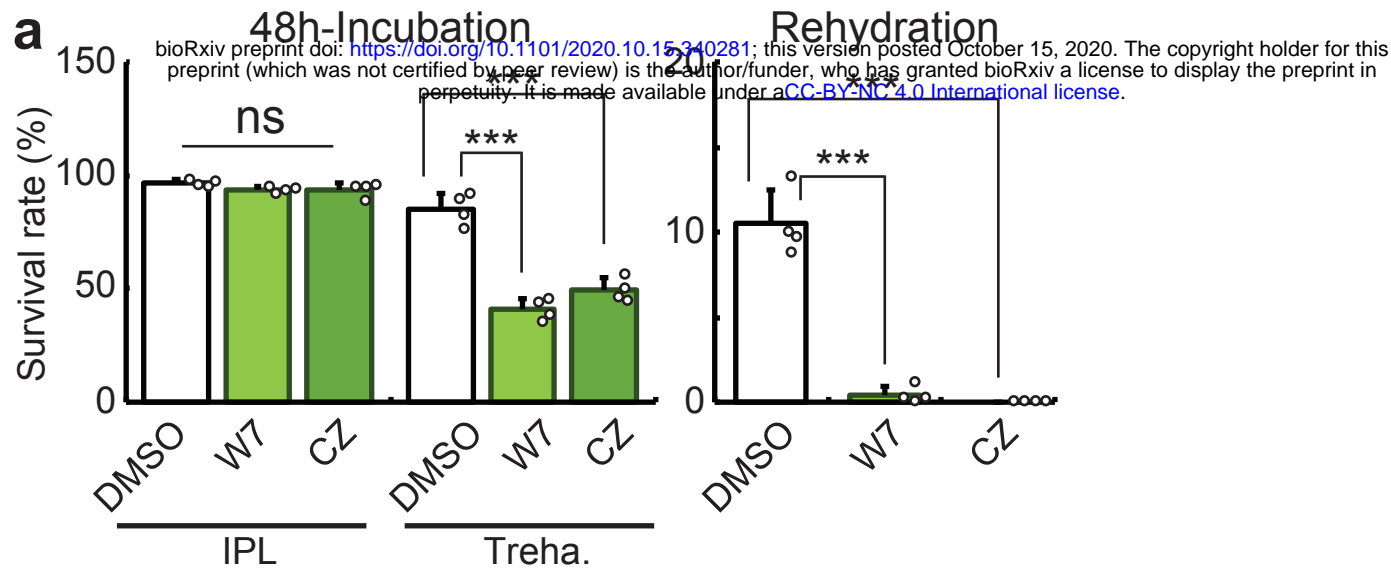 a
48h-Incubation
Rehydration
bioRxiv preprint doi: https://doi.org/10.1101/2020.10.15.340281; this version posted October 15, 2020. The copyright holder for this
preprint (which was not certified by peer review) is the author/funder, who has granted bioRxiv a license to display the preprint in
perpetuity. It is made available under aCC-BY-NC 4.0 International license.
Survival rate (%)
150
100
50
0
ns
***
***
20
10
0
***
***
DMSO
W7
CZ
DMSO
W7
CZ
DMSO
W7
CZ
IPL
Treha.